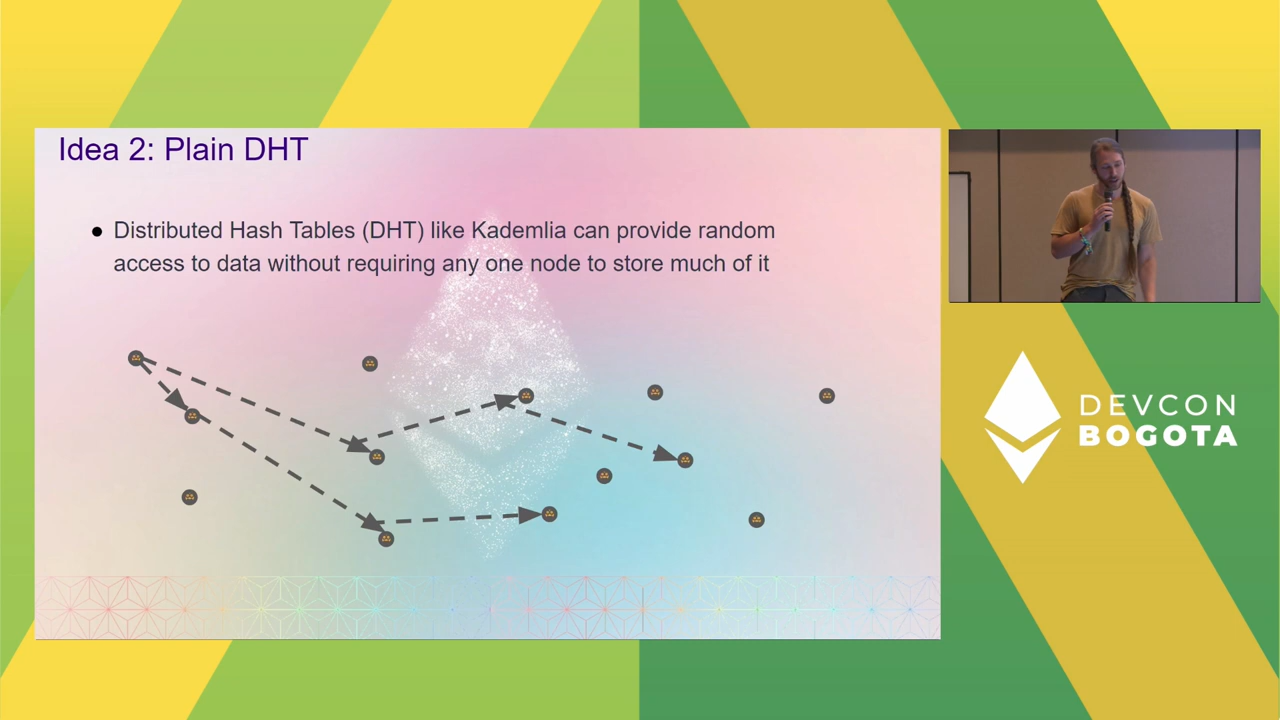 Idea 2: Plain DHT
● Distributed Hash Tables (DHT) like Kademlia can provide random
access to data without requiring any one node to store much of it
DEVCON
BOGOTA